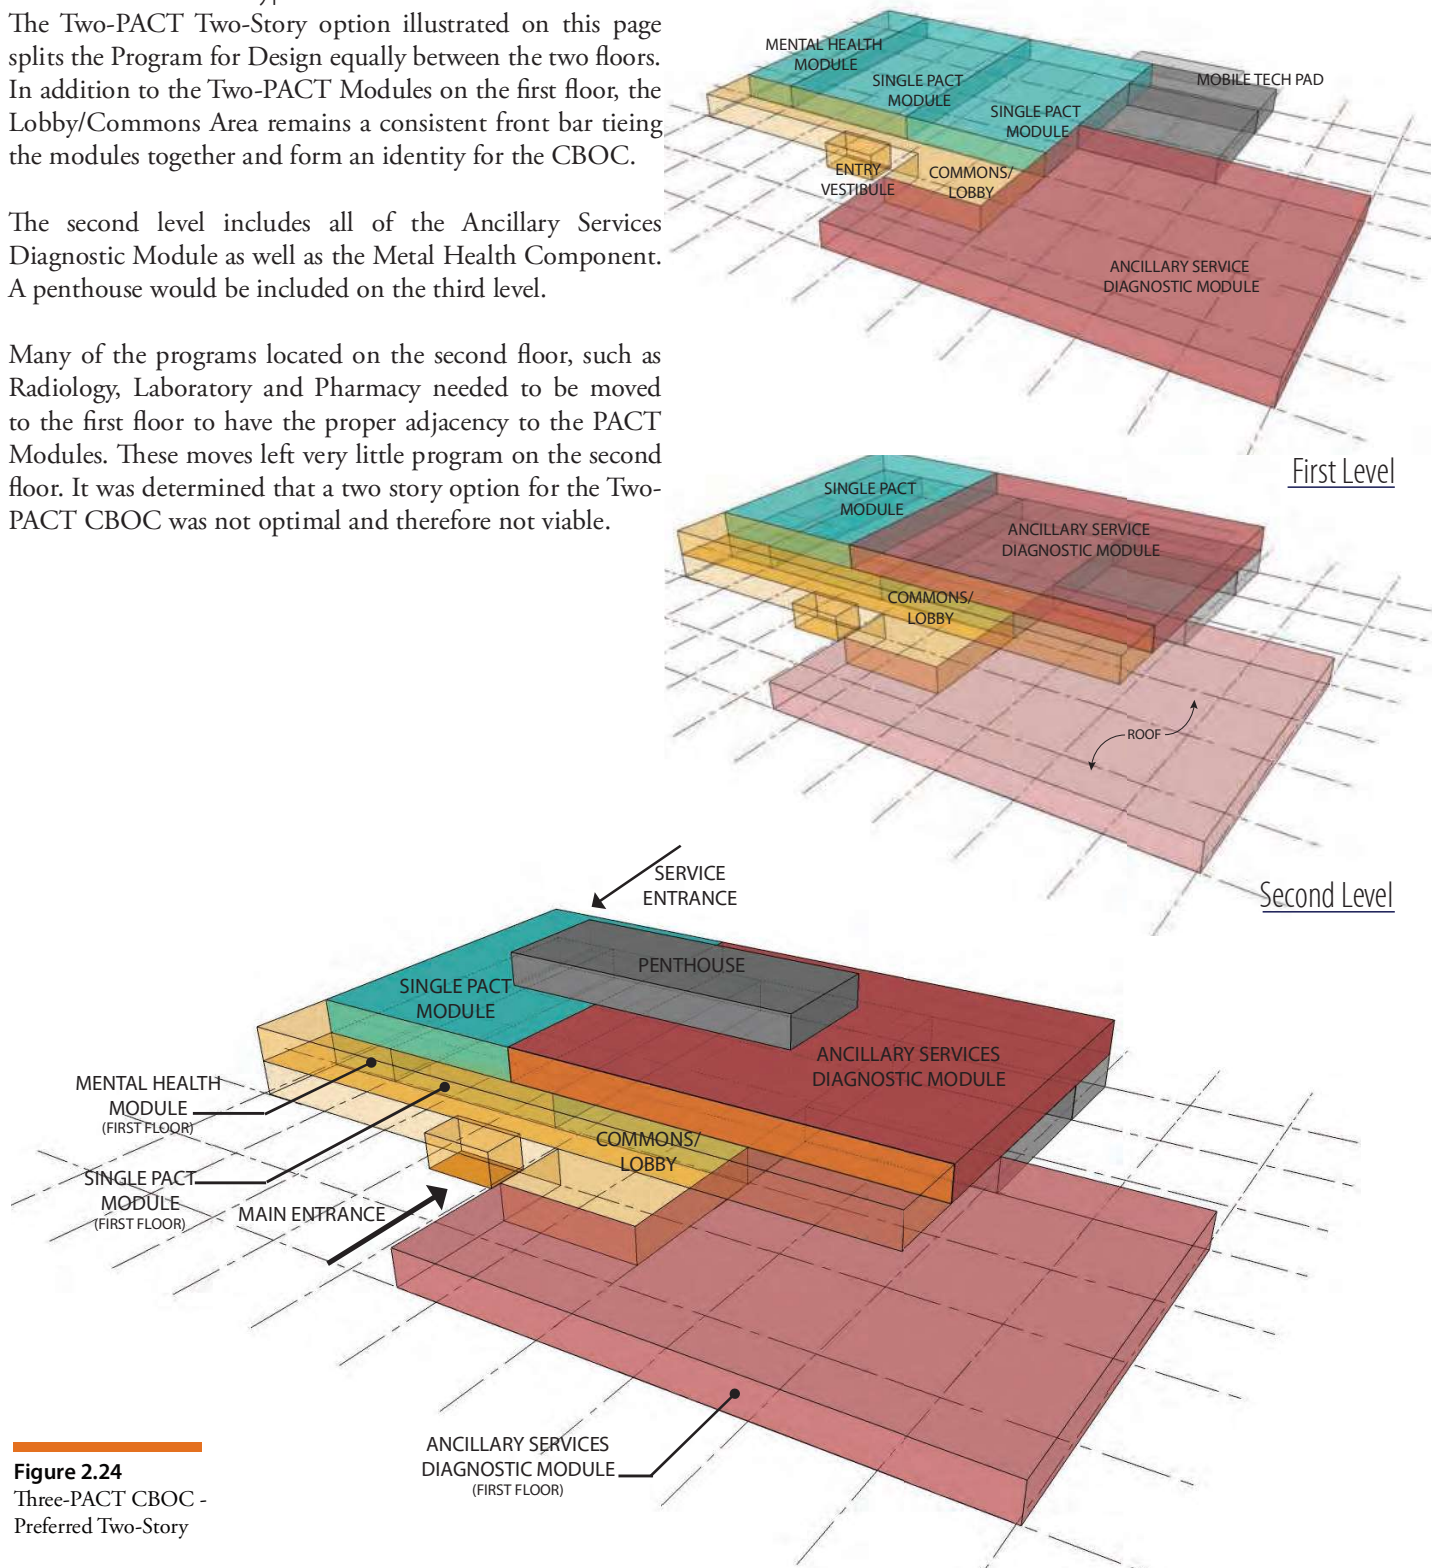 The Two-PACT Two-Story option illustrated on this page
splits the Program for Design equally between the two floors.
In addition to the Two-PACT Modules on the first floor, the
Lobby/Commons Area remains a consistent front bar tieing
the modules together and form an identity for the CBOC.
The second level includes all of the Ancillary Services
Diagnostic Module as well as the Metal Health Component.
A penthouse would be included on the third level.
Many of the programs located on the second floor, such as
Radiology, Laboratory and Pharmacy needed to be moved
to the first floor to have the proper adjacency to the PACT
Modules. These moves left very little program on the second
floor. It was determined that a two story option for the Two-
PACT CBOC was not optimal and therefore not viable.
MENTAL HEALTH
MODULE
SINGLE PACT
MODULE
SINGLE PACT
MODULE
MOBILE TECH PAD
ENTRY
VESTIBULE
COMMONS/
LOBBY
ANCILLARY SERVICE
DIAGNOSTIC MODULE
First Level
SINGLE PACT
MODULE
ANCILLARY SERVICE
DIAGNOSTIC MODULE
COMMONS/
LOBBY
ROOF
Second Level
SERVICE
ENTRANCE
PENTHOUSE
SINGLE PACT
MODULE
ANCILLARY SERVICES
DIAGNOSTIC MODULE
MENTAL HEALTH
MODULE
(FIRST FLOOR)
COMMONS/
LOBBY
SINGLE PACT
MODULE
(FIRST FLOOR)
MAIN ENTRANCE
ANCILLARY SERVICES
DIAGNOSTIC MODULE
(FIRST FLOOR)
Figure 2.24
Three-PACT CBOC -
Preferred Two-Story